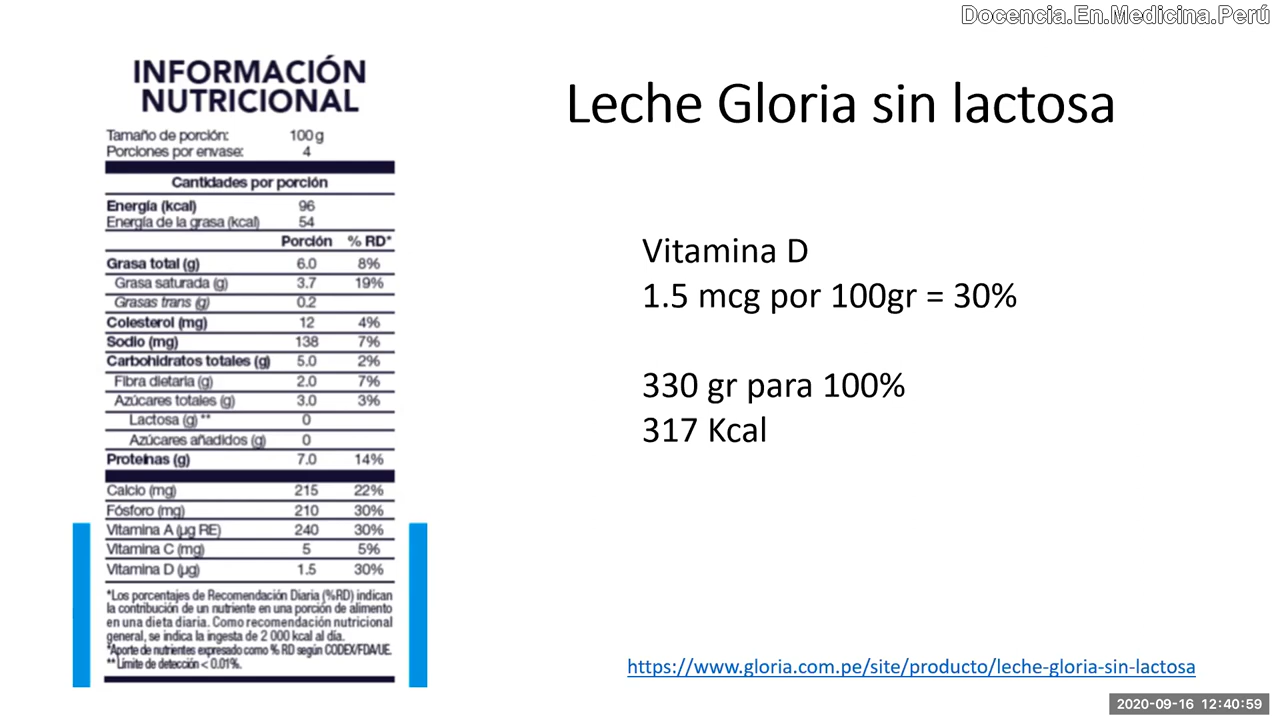 Docencia.En.Medicina.Perú
INFORMACIÓN
NUTRICIONAL
Tamaño de porción: 100 g
Porciones por envase: 4
Cantidades por porción
Energía (kcal) 96
Energía de la grasa (kcal) 54
Porción % RD*
Grasa total (g) 6.0 8%
Grasa saturada (g) 3.7 19%
Grasas trans (g) 0.2
Colesterol (mg) 12 4%
Sodio (mg) 138 7%
Carbohidratos totales (g) 5.0 2%
Fibra dietaria (g) 2.0 7%
Azúcares totales (g) 3.0 3%
Lactosa (g) ** 0
Azúcares añadidos (g) 0
Proteínas (g) 7.0 14%
Calcio (mg) 215 22%
Fósforo (mg) 210 30%
Vitamina A (µg RE) 240 30%
Vitamina C (mg) 5 5%
Vitamina D (µg) 1.5 30%
*Los porcentajes de Recomendación Diaria (%RD) indican
la contribución de un nutriente en una porción de alimento
en una dieta diaria. Como recomendación nutricional
general, se indica la ingesta de 2 000 kcal al día.
*Aporte de nutrientes expresado como % RD según CODEX/FDA/UE.
**Límite de detección < 0.01%.
Leche Gloria sin lactosa
Vitamina D
1.5 mcg por 100gr = 30%
330 gr para 100%
317 Kcal
https://www.gloria.com.pe/site/producto/leche-gloria-sin-lactosa
2020-09-16 12:40:59